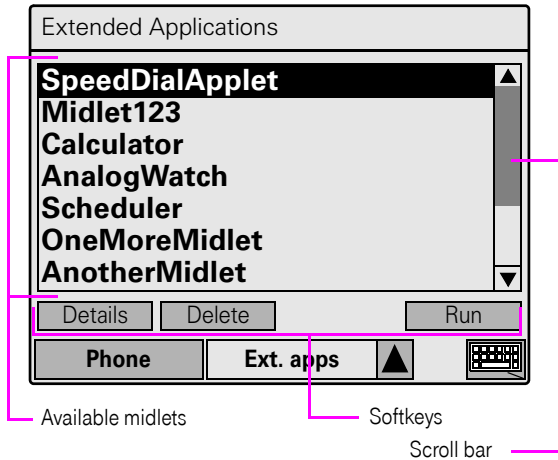 Extended Applications
SpeedDialApplet
Midlet123
Calculator
AnalogWatch
Scheduler
OneMoreMidlet
AnotherMidlet
Details Delete Run
Phone Ext. apps
Available midlets Softkeys
Scroll bar